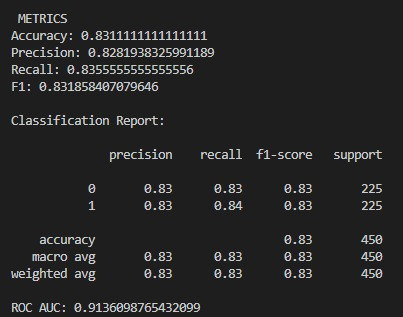 METRICS
Accuracy: 0.8311111111111111
Precision: 0.8281938325991189
Recall: 0.8355555555555556
F1: 0.831858407079646
Classification Report:
precision recall f1-score support
0 0.83 0.83 0.83 225
1 0.83 0.84 0.83 225
accuracy 0.83 450
macro avg 0.83 0.83 0.83 450
weighted avg 0.83 0.83 0.83 450
ROC AUC: 0.9136098765432099